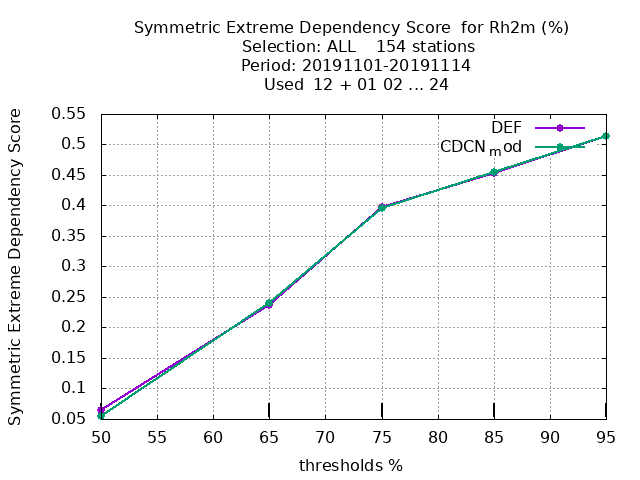 Symmetric Extreme Dependency Score  for Rh2m (%)
Selection: ALL    154 stations
Period: 20191101-20191114
Used  12 + 01 02 ... 24
Symmetric Extreme Dependency Score
0.55
0.5
0.45
0.4
0.35
0.3
0.25
0.2
0.15
0.1
0.05
DEF
CDCNmod
50 55 60 65 70 75 80 85 90 95
thresholds %